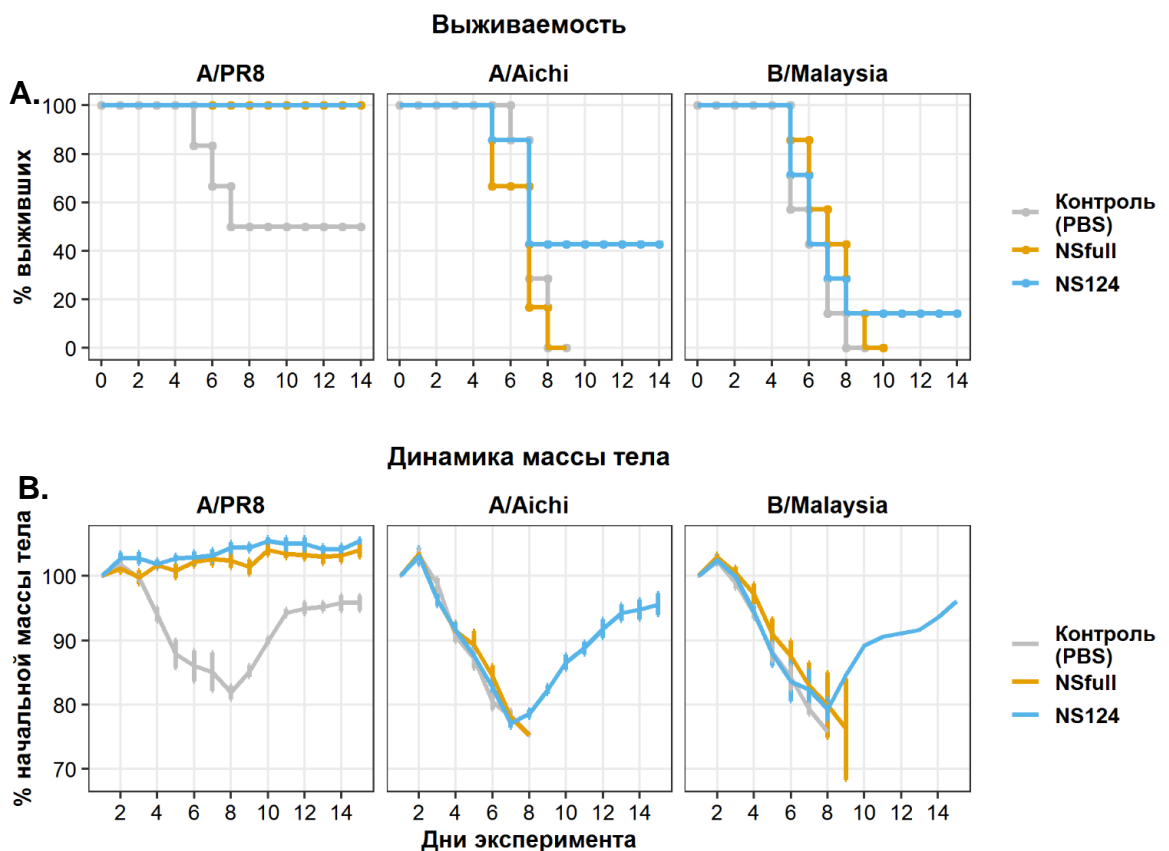 Выживаемость
A/PR8
A/Aichi
B/Malaysia
A.
% выживших
100
80
60
40
20
0
0 2 4 6 8 10 12 14
0 2 4 6 8 10 12 14
0 2 4 6 8 10 12 14
Контроль
(PBS)
NSfull
NS124
Динамика массы тела
B.
A/PR8
A/Aichi
B/Malaysia
% начальной массы тела
100
90
80
70
2 4 6 8 10 12 14
2 4 6 8 10 12 14
2 4 6 8 10 12 14
Дни эксперимента
Контроль
(PBS)
NSfull
NS124